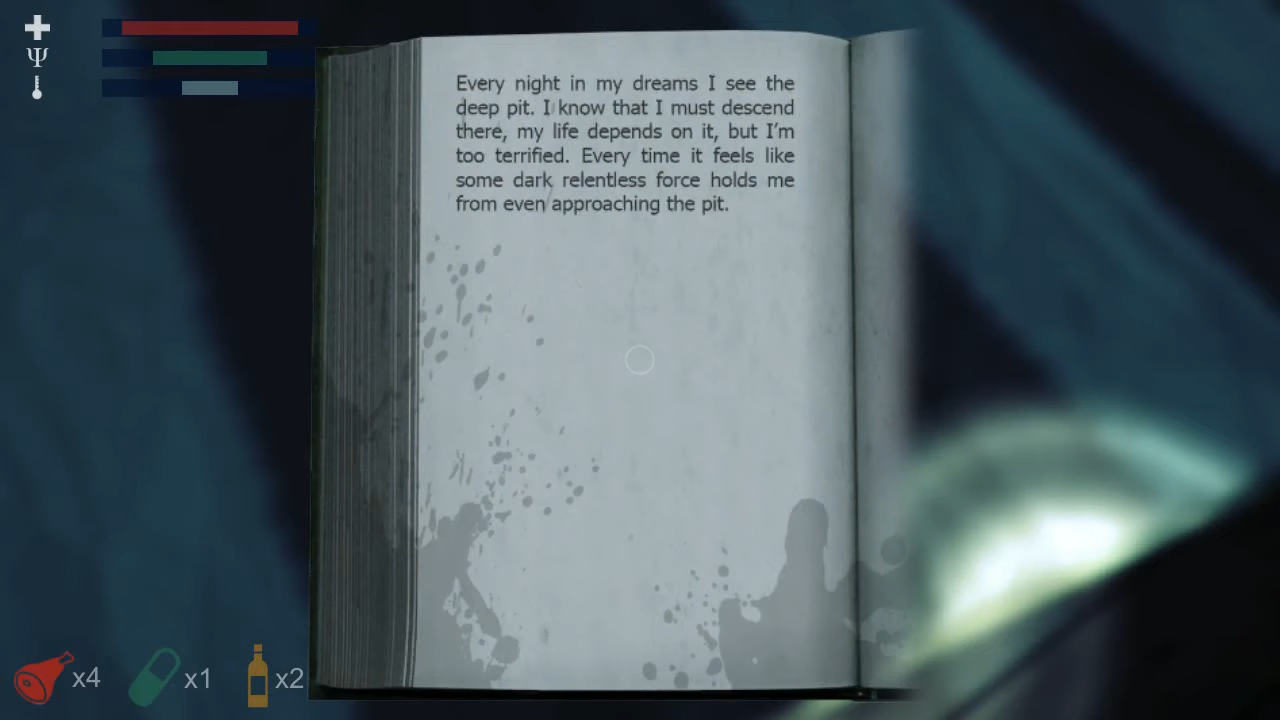 Every night in my dreams I see the
deep pit. I know that I must descend
there, my life depends on it, but I'm
too terrified. Every time it feels like
some dark relentless force holds me
from even approaching the pit.
Ψ
x4
x1
x2